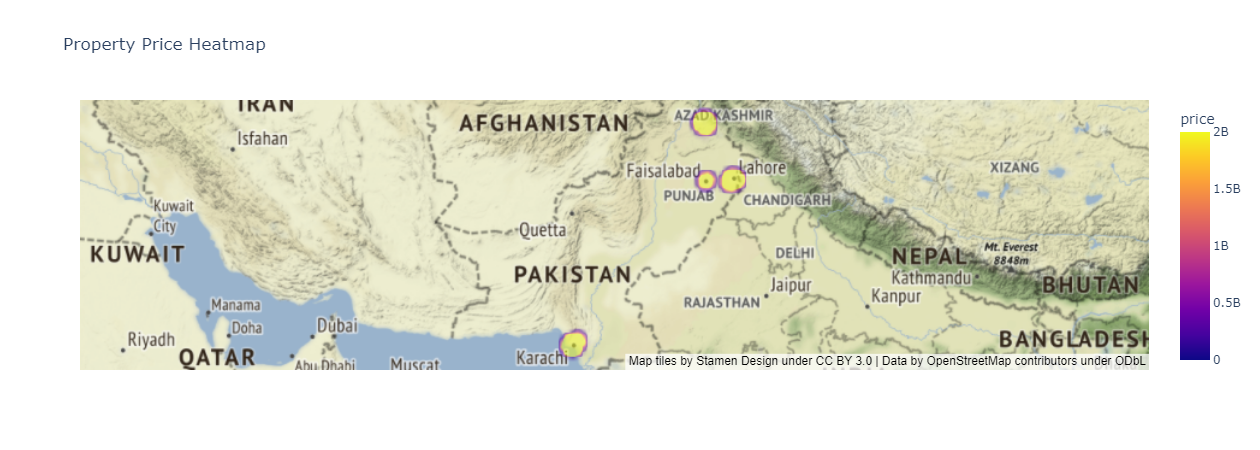 Property Price Heatmap
IRAN
Isfahan
AFGHANISTAN
AZAD KASHMIR
Faisalabad
Lahore
PUNJAB
CHANDIGARH
XIZANG
Kuwait
City
KUWAIT
Quetta
PAKISTAN
DELHI
NEPAL
Mt. Everest
8848m
Kathmandu
BHUTAN
Manama
Doha
Dubai
RAJASTHAN
Jaipur
Kanpur
Riyadh
QATAR
Abu Dhabi
Muscat
Karachi
BANGLADESH
Map tiles by Stamen Design under CC BY 3.0 | Data by OpenStreetMap contributors under ODbL
price
2B
1.5B
1B
0.5B
0